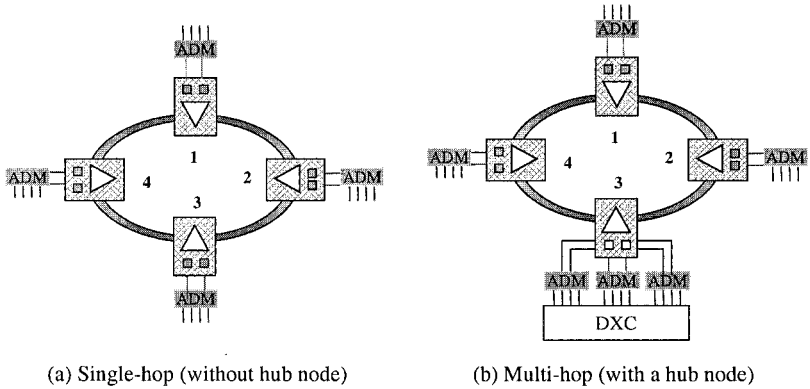 ADM
1
ADM
4
2
ADM
3
ADM
(a) Single-hop (without hub node)
ADM
1
ADM
4
2
ADM
3
ADM
ADM
ADM
DXC
(b) Multi-hop (with a hub node)